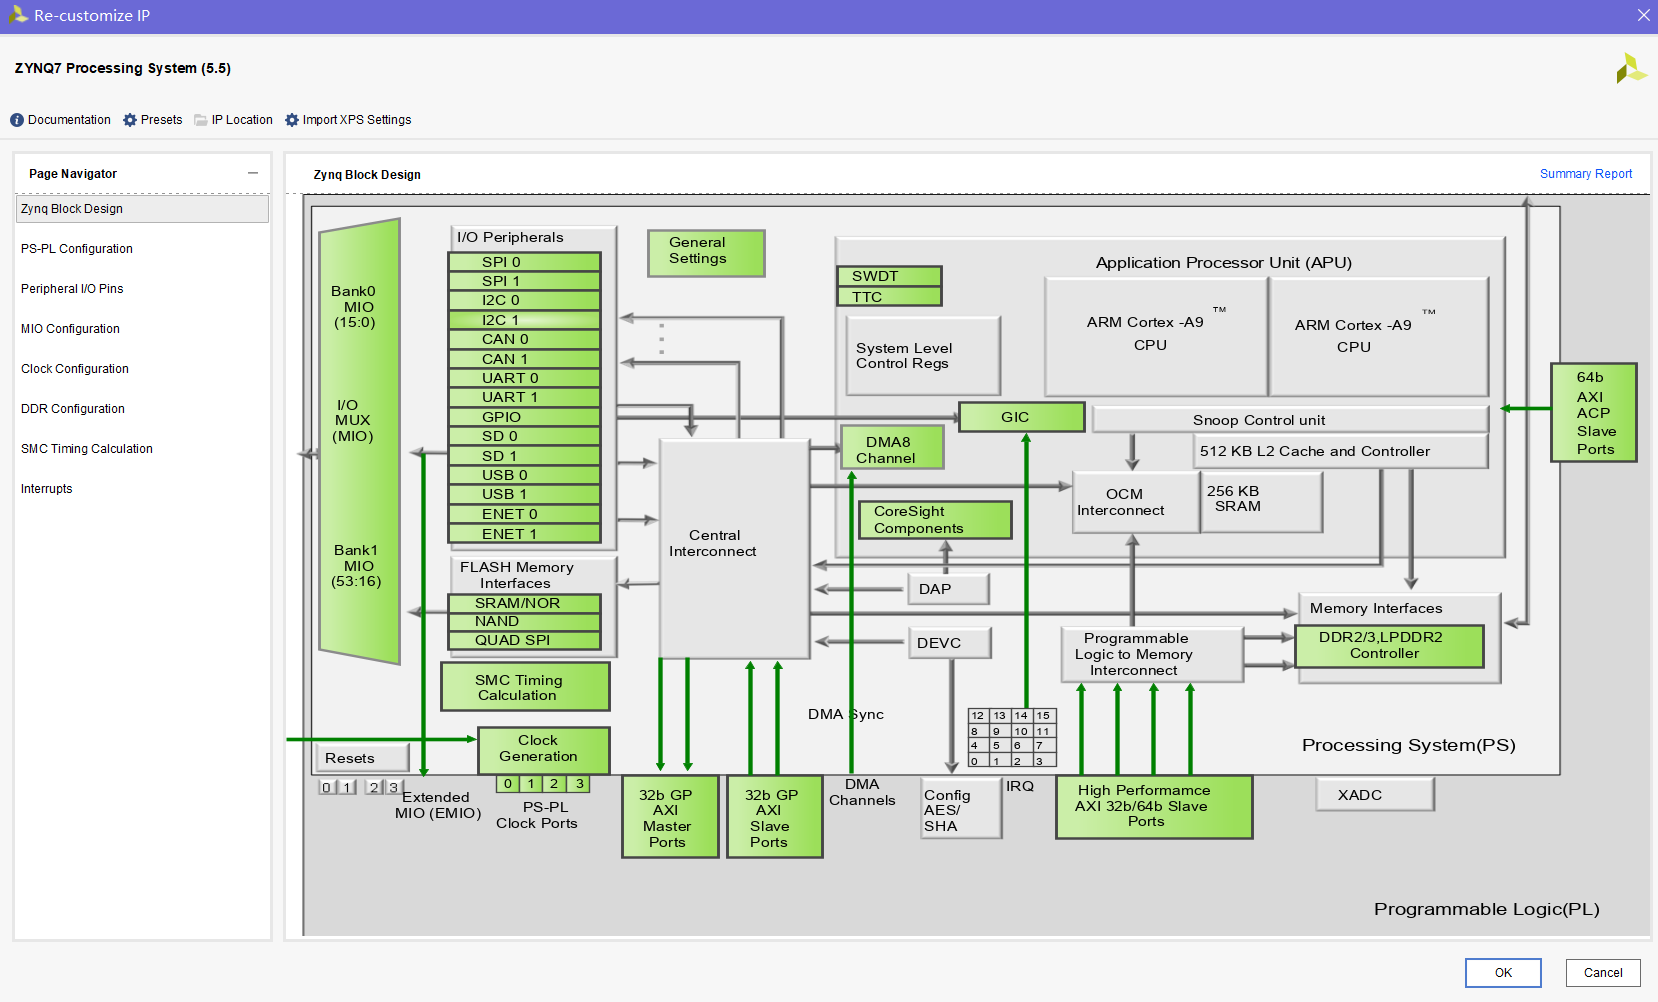 Re-customize IP
ZYNQ7 Processing System (5.5)
Documentation
Presets
IP Location
Import XPS Settings
Page Navigator
Zynq Block Design
PS-PL Configuration
Peripheral I/O Pins
MIO Configuration
Clock Configuration
DDR Configuration
SMC Timing Calculation
Interrupts
Zynq Block Design
Summary Report
Bank0
MIO
(15:0)
I/O
MUX
(MIO)
Bank1
MIO
(53:16)
I/O Peripherals
SPI 0
SPI 1
I2C 0
I2C 1
CAN 0
CAN 1
UART 0
UART 1
GPIO
SD 0
SD 1
USB 0
USB 1
ENET 0
ENET 1
FLASH Memory
Interfaces
SRAM/NOR
NAND
QUAD SPI
SMC Timing
Calculation
Clock
Generation
0 1 2 3
PS-PL
Clock Ports
Resets
0 1 2 3
Extended
MIO (EMIO)
General
Settings
Central
Interconnect
32b GP
AXI
Master
Ports
32b GP
AXI
Slave
Ports
DMA Sync
DMA
Channels
Application Processor Unit (APU)
SWDT
TTC
System Level
Control Regs
ARM Cortex -A9 ™
CPU
ARM Cortex -A9 ™
CPU
GIC
Snoop Control unit
DMA8
Channel
512 KB L2 Cache and Controller
CoreSight
Components
OCM
Interconnect
256 KB
SRAM
DAP
DEVC
Memory Interfaces
DDR2/3,LPDDR2
Controller
Programmable
Logic to Memory
Interconnect
12 13 14 15
8 9 10 11
4 5 6 7
0 1 2 3
IRQ
Config
AES/
SHA
High Performamce
AXI 32b/64b Slave
Ports
XADC
64b
AXI
ACP
Slave
Ports
Processing System(PS)
Programmable Logic(PL)
OK
Cancel